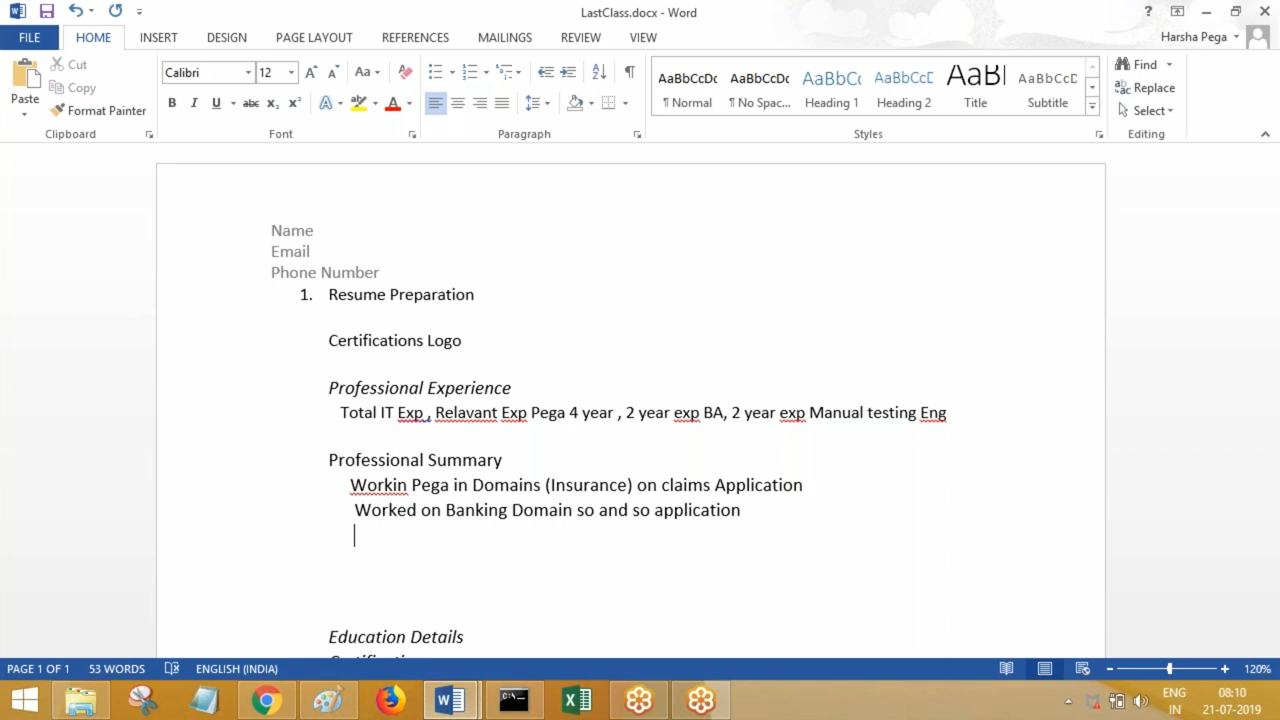 LastClass.docx - Word
?
FILE HOME INSERT DESIGN PAGE LAYOUT REFERENCES MAILINGS REVIEW VIEW Harsha Pega
Cut
Copy
Format Painter
Paste
Clipboard
Calibri 12 Aa
B I U abc x₂ x² A A
Font
Paragraph
AaBbCcDc AaBbCcDc AaBbCc AaBbCcD AaB AaBbCcD
¶ Normal ¶ No Spac... Heading 1 Heading 2 Title Subtitle
Styles
Find
Replace
Select
Editing
Name
Email
Phone Number
1. Resume Preparation
Certifications Logo
Professional Experience
Total IT Exp , Relavant Exp Pega 4 year , 2 year exp BA, 2 year exp Manual testing Eng
Professional Summary
Workin Pega in Domains (Insurance) on claims Application
Worked on Banking Domain so and so application
Education Details
PAGE 1 OF 1 53 WORDS ENGLISH (INDIA) 120%
ENG 08:10
IN 21-07-2019